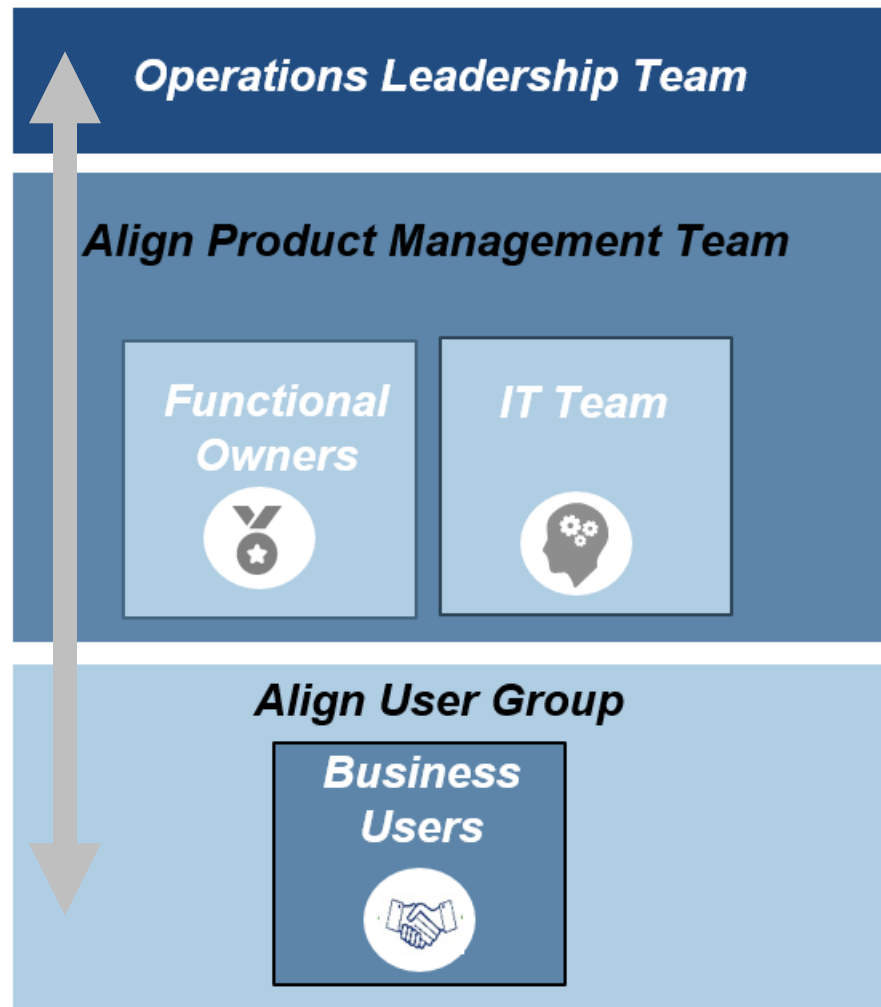 Operations Leadership Team
Align Product Management Team
Functional
Owners
IT Team
Align User Group
Business
Users